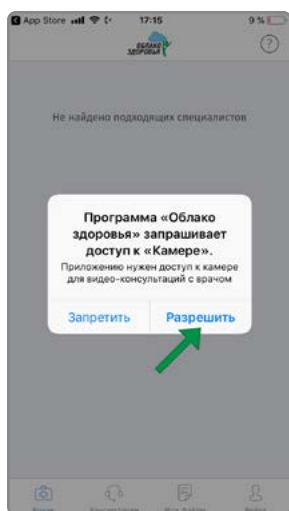 App Store 17:15 9 %
ОБЛАКО
ЗДОРОВЬЯ
?
Не найдено подходящих специалистов
Программа «Облако
здоровья» запрашивает
доступ к «Камере».
Приложению нужен доступ к камере
для видео-консультаций с врачом
Запретить Разрешить